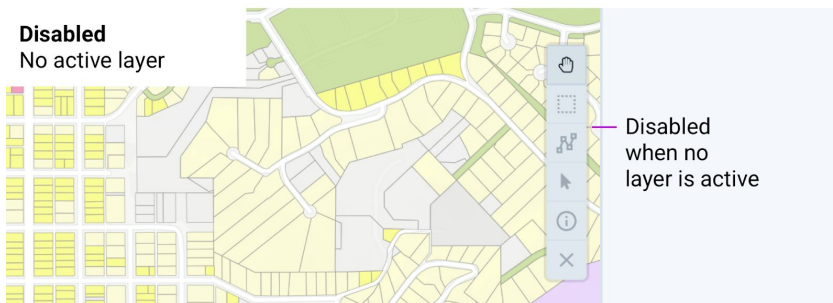 Disabled
No active layer
Disabled
when no
layer is active